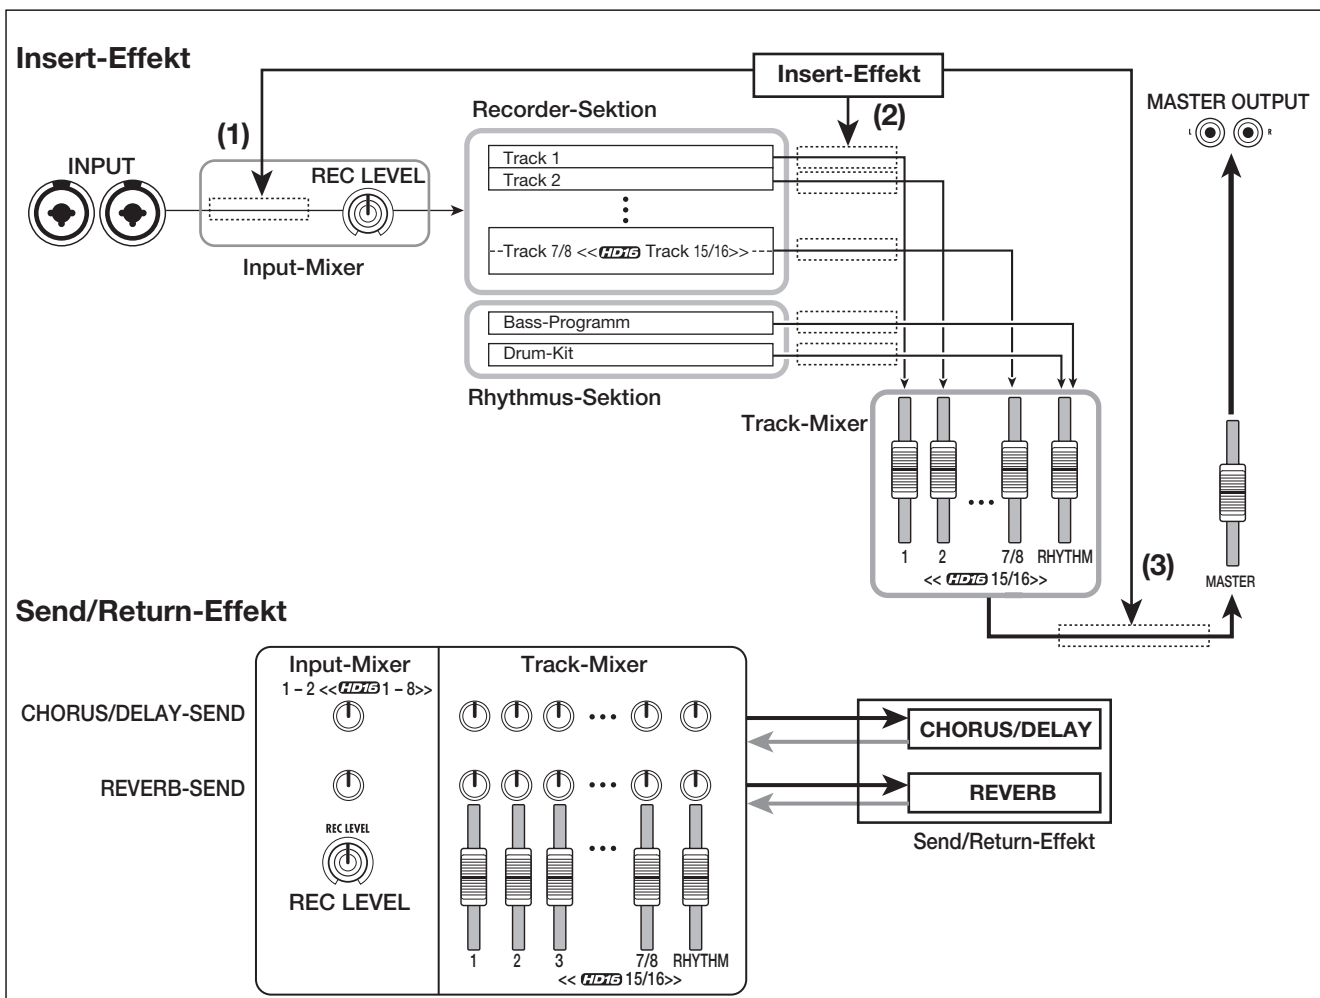 Insert-Effekt
Insert-Effekt
MASTER OUTPUT
L R
Recorder-Sektion
(1)
(2)
INPUT
REC LEVEL
Input-Mixer
Track 1
Track 2
Track 7/8 << HD16 Track 15/16>>
Bass-Programm
Drum-Kit
Rhythmus-Sektion
Track-Mixer
1 2 7/8 RHYTHM
<< HD16 15/16>>
(3)
MASTER
Send/Return-Effekt
Input-Mixer
1 – 2 << HD16 1 – 8>>
Track-Mixer
CHORUS/DELAY-SEND
CHORUS/DELAY
REVERB-SEND
REVERB
Send/Return-Effekt
REC LEVEL
REC LEVEL
1 2 3 7/8 RHYTHM
<< HD16 15/16>>